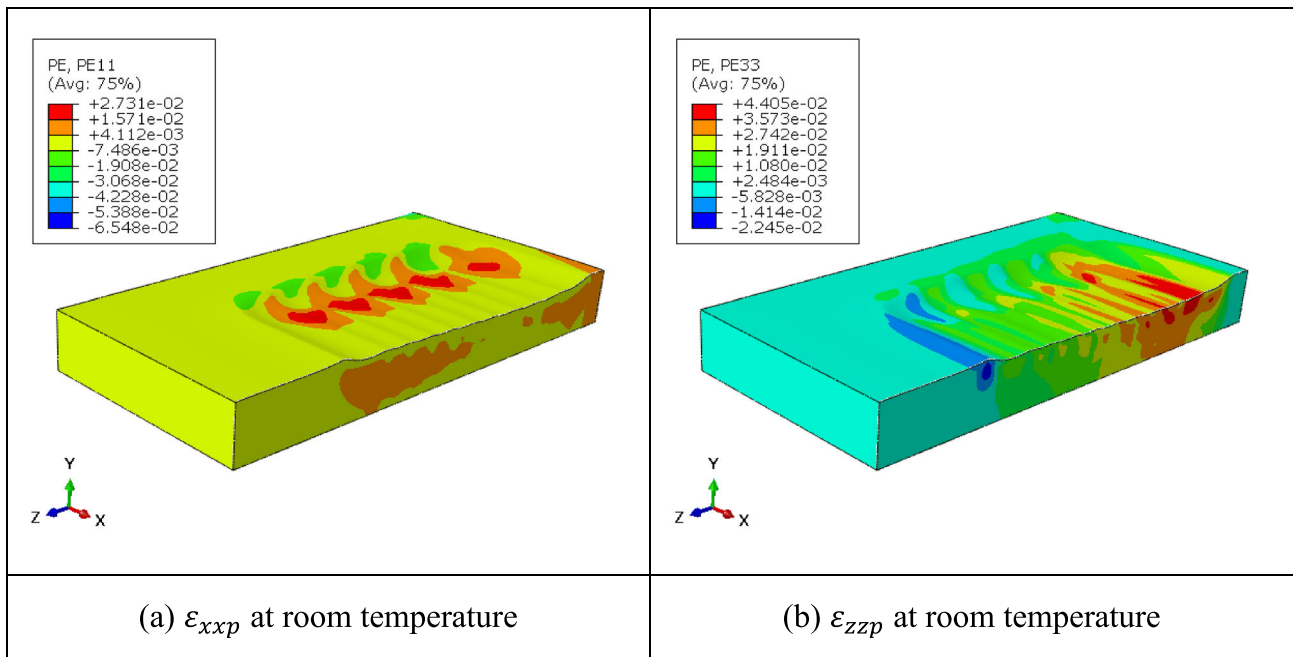 PE, PE11
(Avg: 75%)
+2.731e-02
+1.571e-02
+4.112e-03
-7.486e-03
-1.908e-02
-3.068e-02
-4.228e-02
-5.388e-02
-6.548e-02
Y
Z
X
(a) εxxp at room temperature
PE, PE33
(Avg: 75%)
+4.405e-02
+3.573e-02
+2.742e-02
+1.911e-02
+1.080e-02
+2.484e-03
-5.828e-03
-1.414e-02
-2.245e-02
Y
Z
X
(b) εzzp at room temperature